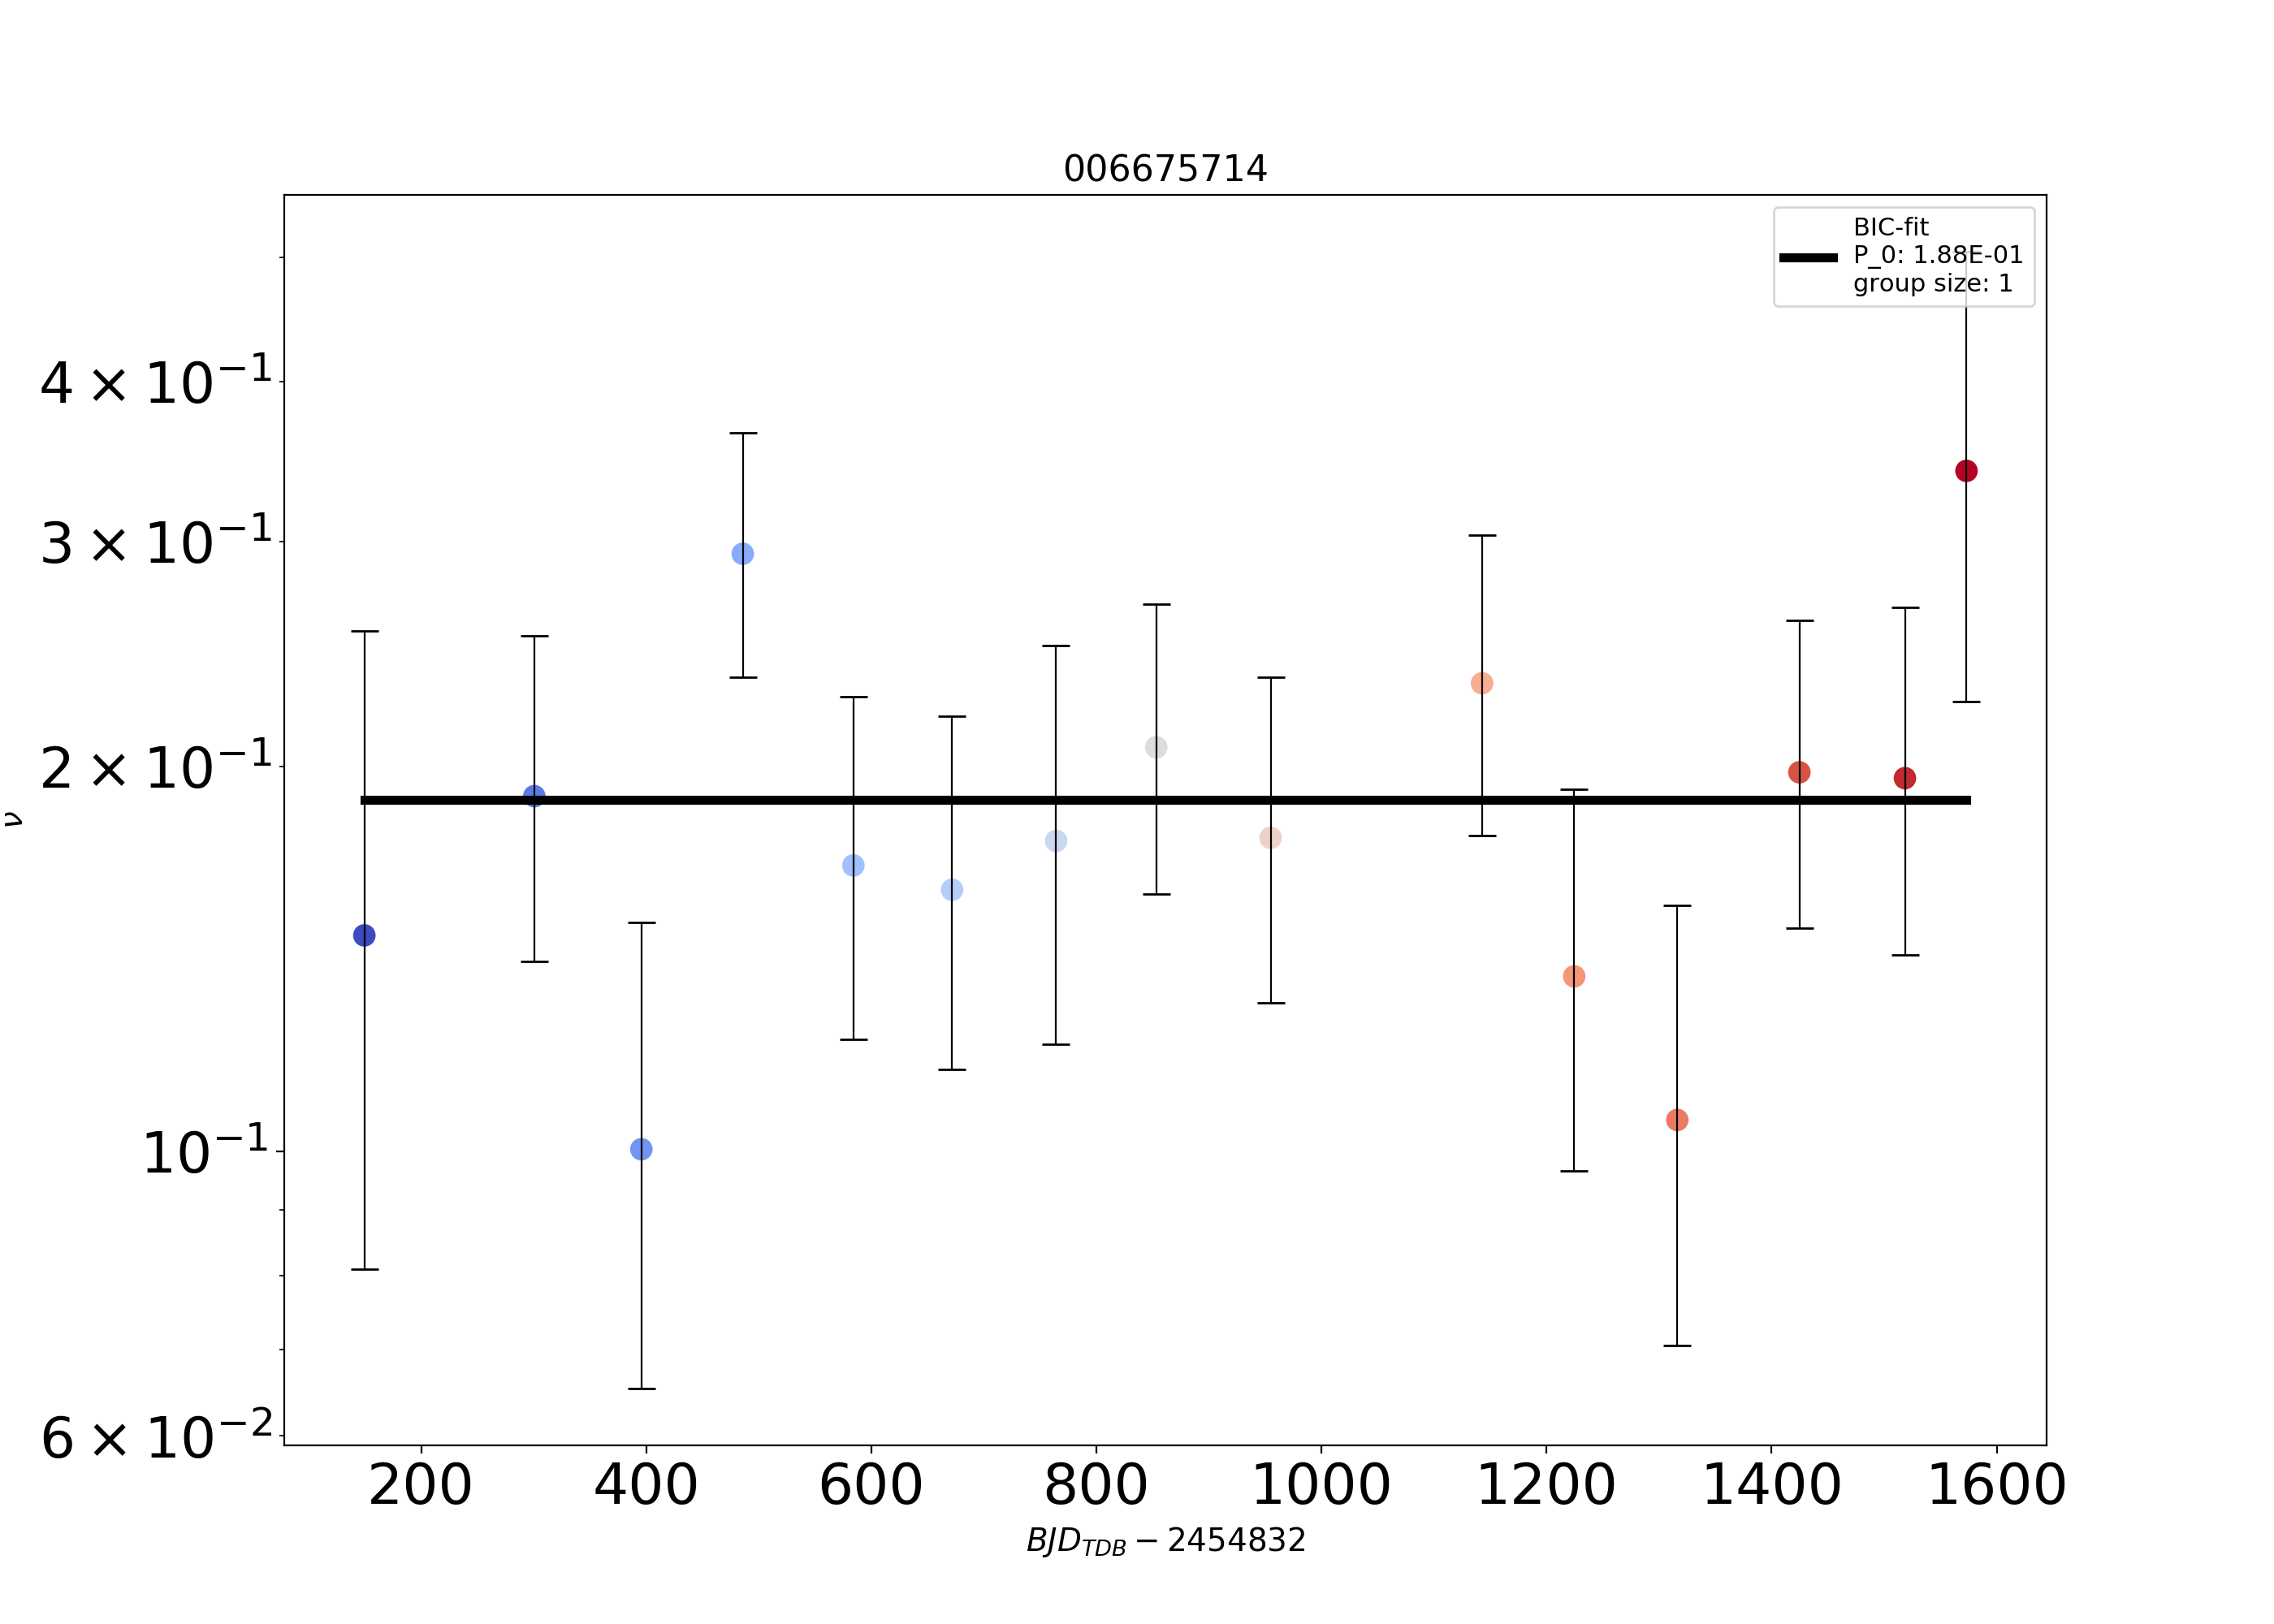 006675714
BIC-fit
P_0: 1.88E-01
group size: 1
4 × 10⁻¹
3 × 10⁻¹
2 × 10⁻¹
10⁻¹
6 × 10⁻²
ν
200 400 600 800 1000 1200 1400 1600
BJD_TDB − 2454832